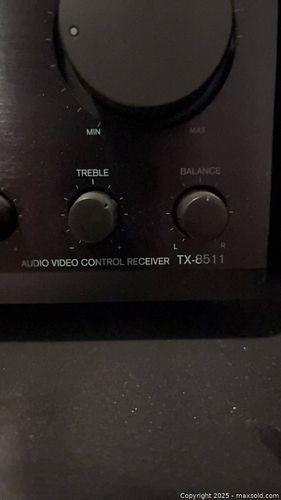 MIN MAX
TREBLE BALANCE
- + L R
AUDIO VIDEO CONTROL RECEIVER TX-8511
Copyright © 2025 - maxsold.com